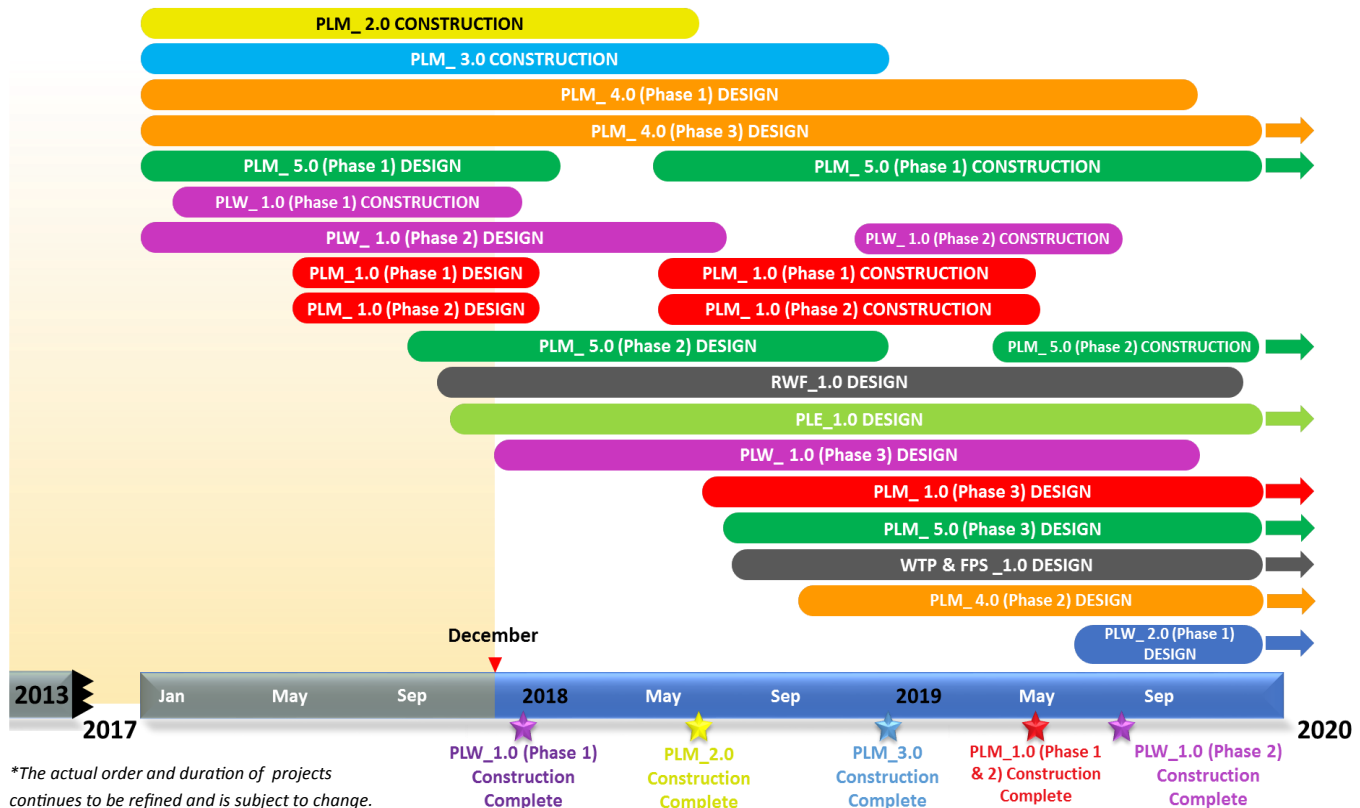 PLM_ 2.0 CONSTRUCTION
PLM_ 3.0 CONSTRUCTION
PLM_ 4.0 (Phase 1) DESIGN
PLM_ 4.0 (Phase 3) DESIGN
PLM_ 5.0 (Phase 1) DESIGN
PLM_ 5.0 (Phase 1) CONSTRUCTION
PLW_ 1.0 (Phase 1) CONSTRUCTION
PLW_ 1.0 (Phase 2) DESIGN
PLW_ 1.0 (Phase 2) CONSTRUCTION
PLM_1.0 (Phase 1) DESIGN
PLM_ 1.0 (Phase 1) CONSTRUCTION
PLM_ 1.0 (Phase 2) DESIGN
PLM_ 1.0 (Phase 2) CONSTRUCTION
PLM_ 5.0 (Phase 2) DESIGN
PLM_ 5.0 (Phase 2) CONSTRUCTION
RWF_1.0 DESIGN
PLE_1.0 DESIGN
PLW_ 1.0 (Phase 3) DESIGN
PLM_ 1.0 (Phase 3) DESIGN
PLM_ 5.0 (Phase 3) DESIGN
WTP & FPS _1.0 DESIGN
PLM_ 4.0 (Phase 2) DESIGN
PLW_ 2.0 (Phase 1)
DESIGN
December
2013
Jan
May
Sep
2018
May
Sep
2019
May
Sep
2017
2020
PLW_1.0 (Phase 1)
Construction
Complete
PLM_2.0
Construction
Complete
PLM_3.0
Construction
Complete
PLM_1.0 (Phase 1
& 2) Construction
Complete
PLW_1.0 (Phase 2)
Construction
Complete
*The actual order and duration of projects
continues to be refined and is subject to change.